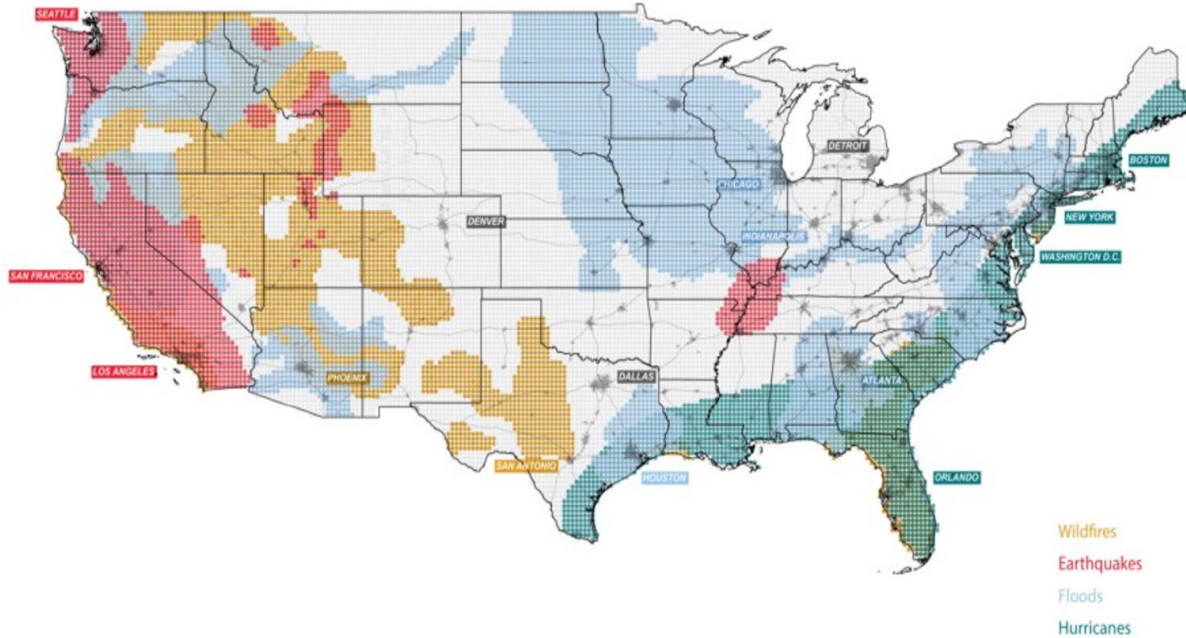 SEATTLE
DETROIT
BOSTON
CHICAGO
NEW YORK
DENVER
INDIANAPOLIS
WASHINGTON D.C.
SAN FRANCISCO
LOS ANGELES
PHOENIX
DALLAS
ATLANTA
SAN ANTONIO
HOUSTON
ORLANDO
Wildfires
Earthquakes
Floods
Hurricanes